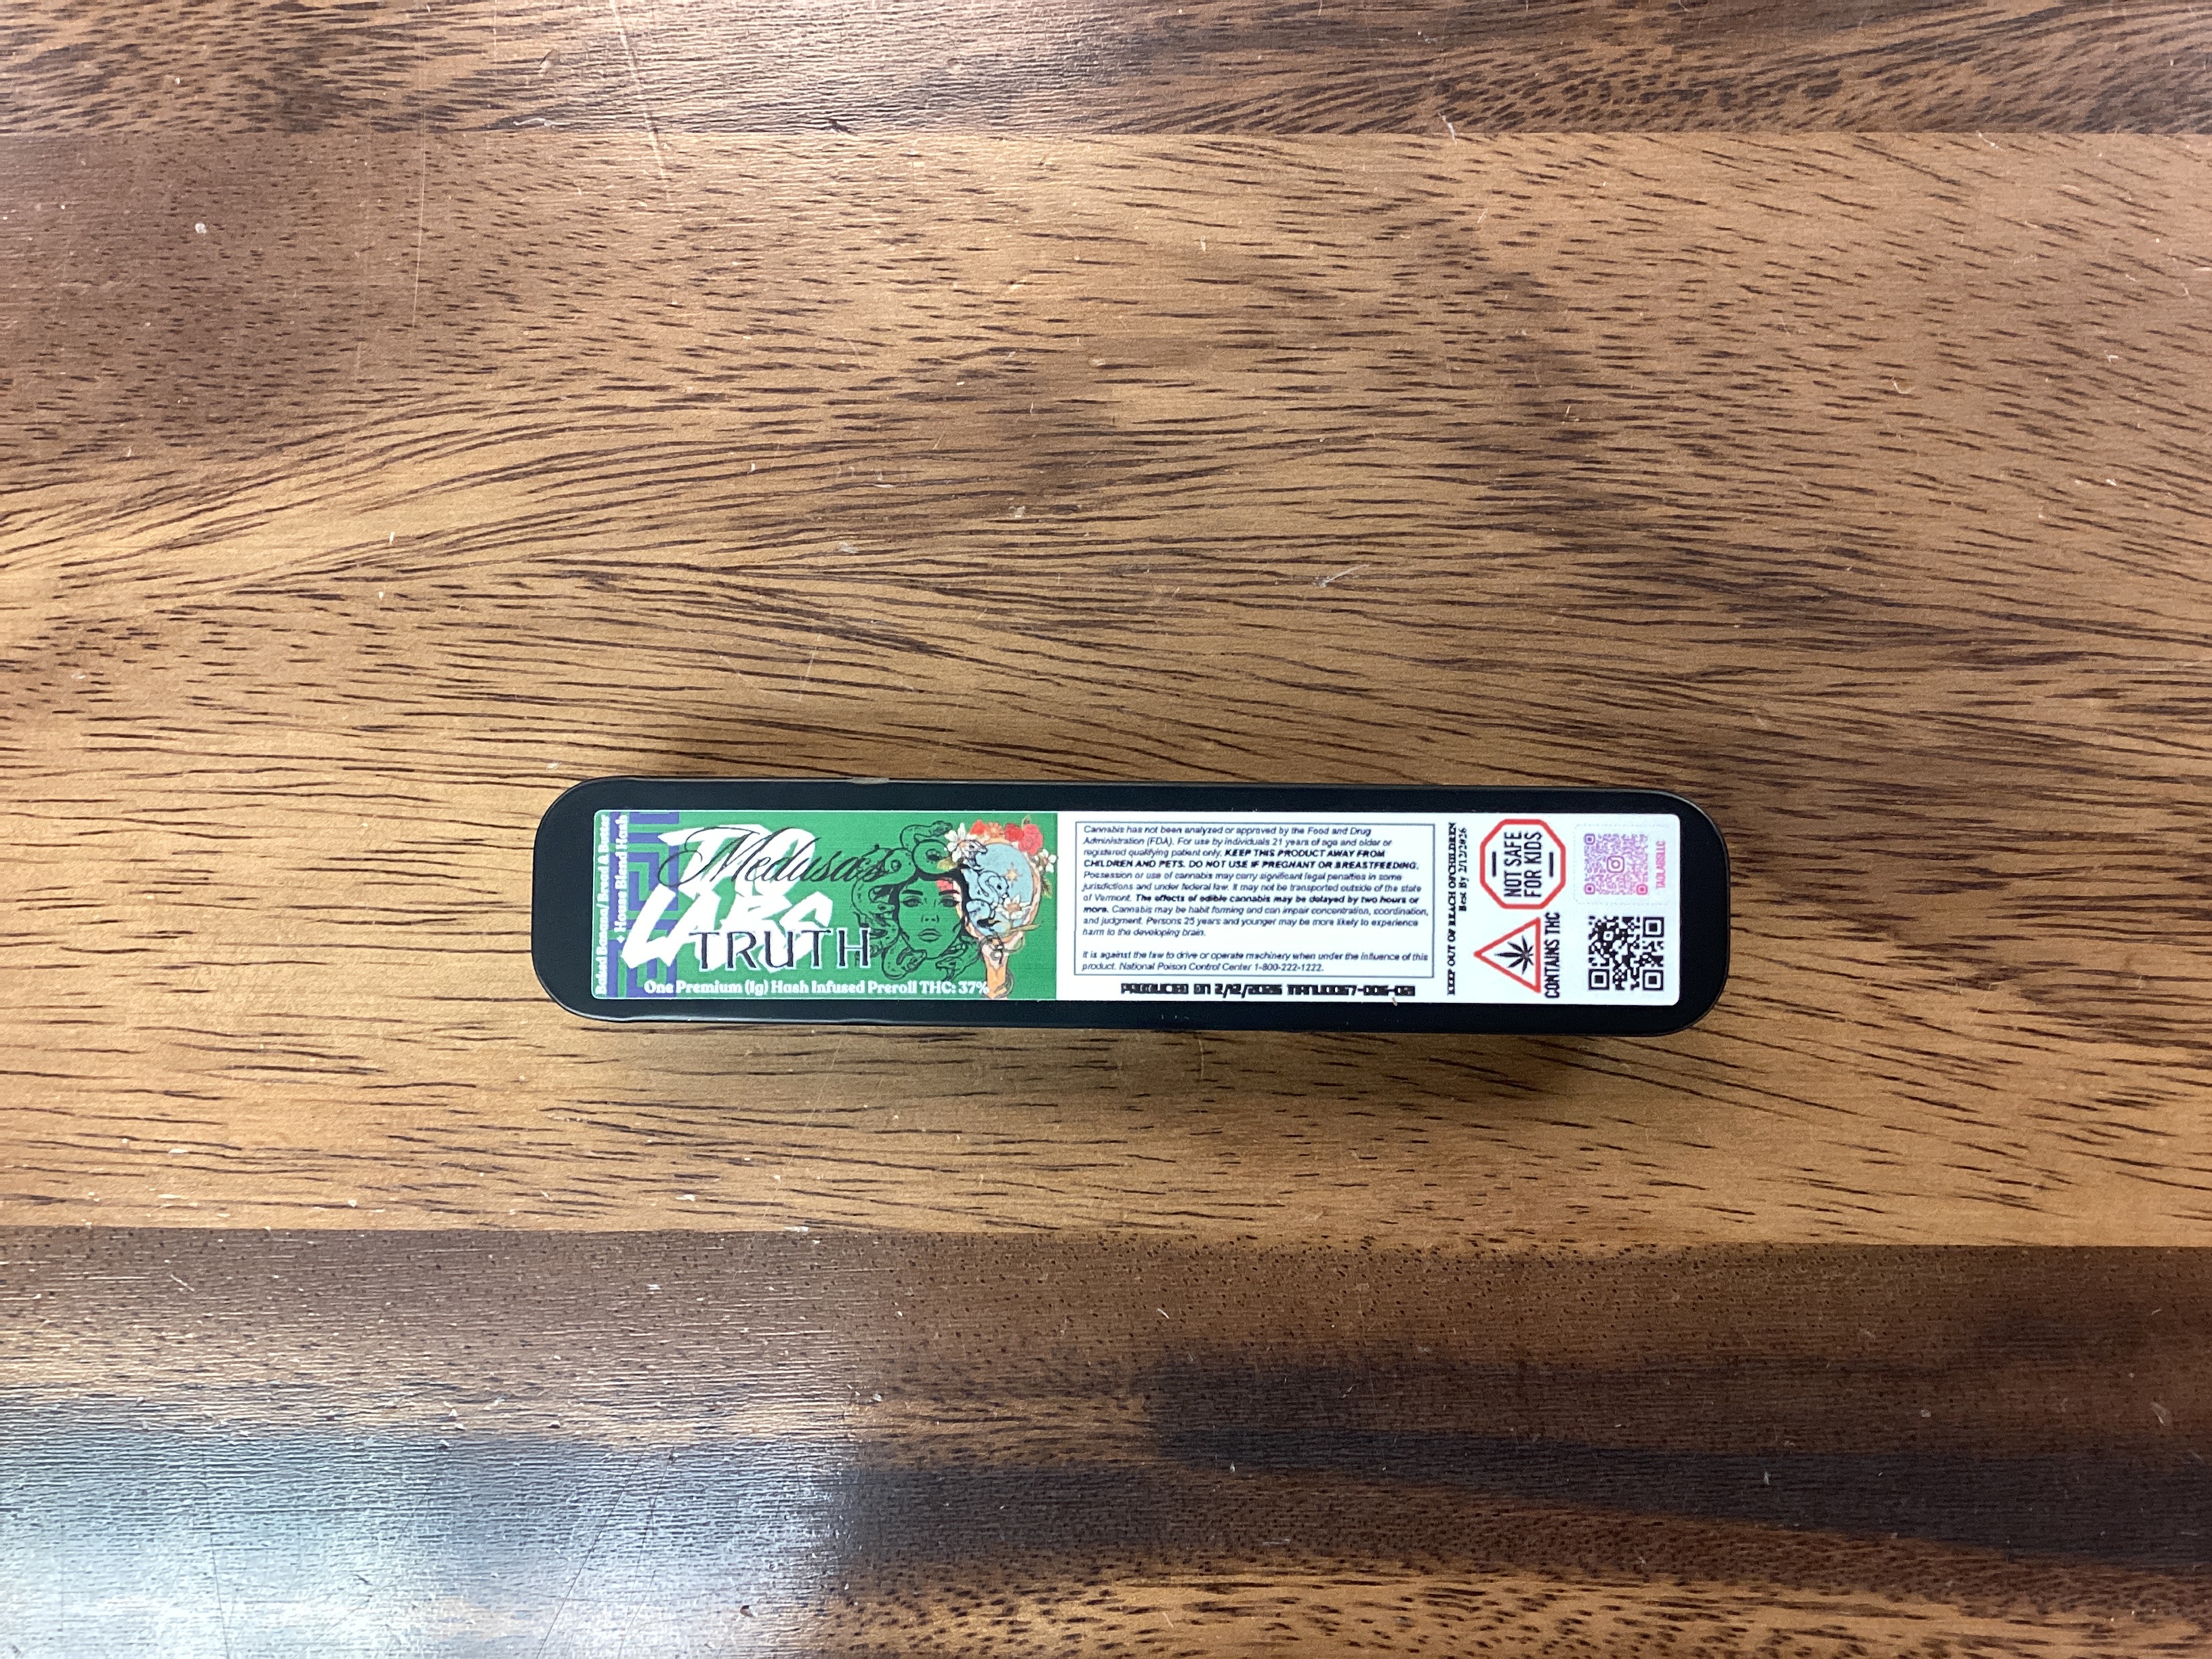 Baked Banana/ Bread & Butter
+ House Blend Hash
Medusa's
LABS
TRUTH
One Premium (1g) Hash Infused Preroll THC: 37%
Cannabis has not been analyzed or approved by the Food and Drug
Administration (FDA). For use by individuals 21 years of age and older or
registered qualifying patient only. KEEP THIS PRODUCT AWAY FROM
CHILDREN AND PETS. DO NOT USE IF PREGNANT OR BREASTFEEDING.
Possession or use of cannabis may carry significant legal penalties in some
jurisdictions and under federal law. It may not be transported outside of the state
of Vermont. The effects of edible cannabis may be delayed by two hours or
more. Cannabis may be habit forming and can impair concentration, coordination,
and judgment. Persons 25 years and younger may be more likely to experience
harm to the developing brain.
It is against the law to drive or operate machinery when under the influence of this
product. National Poison Control Center 1-800-222-1222.
PRODUCED ON 2/12/2025
KEEP OUT OF REACH OF CHILDREN
Best By 2/12/2026
NOT SAFE
FOR KIDS
CONTAINS THC